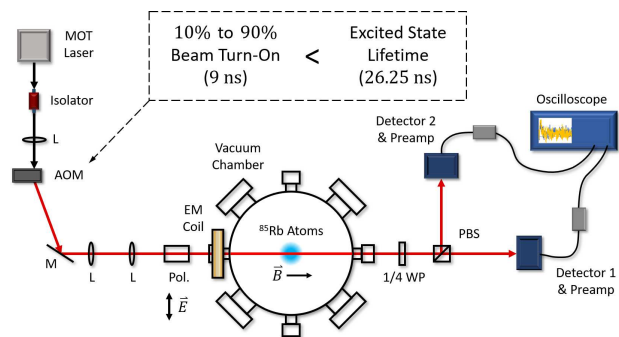 MOT
Laser
Isolator
L
AOM
10% to 90%
Beam Turn-On
(9 ns)
<
Excited State
Lifetime
(26.25 ns)
Oscilloscope
Detector 2
& Preamp
Vacuum
Chamber
EM
Coil
⁸⁵Rb Atoms
PBS
M
L
L
Pol.
B⃗
1/4 WP
Detector 1
& Preamp
E⃗